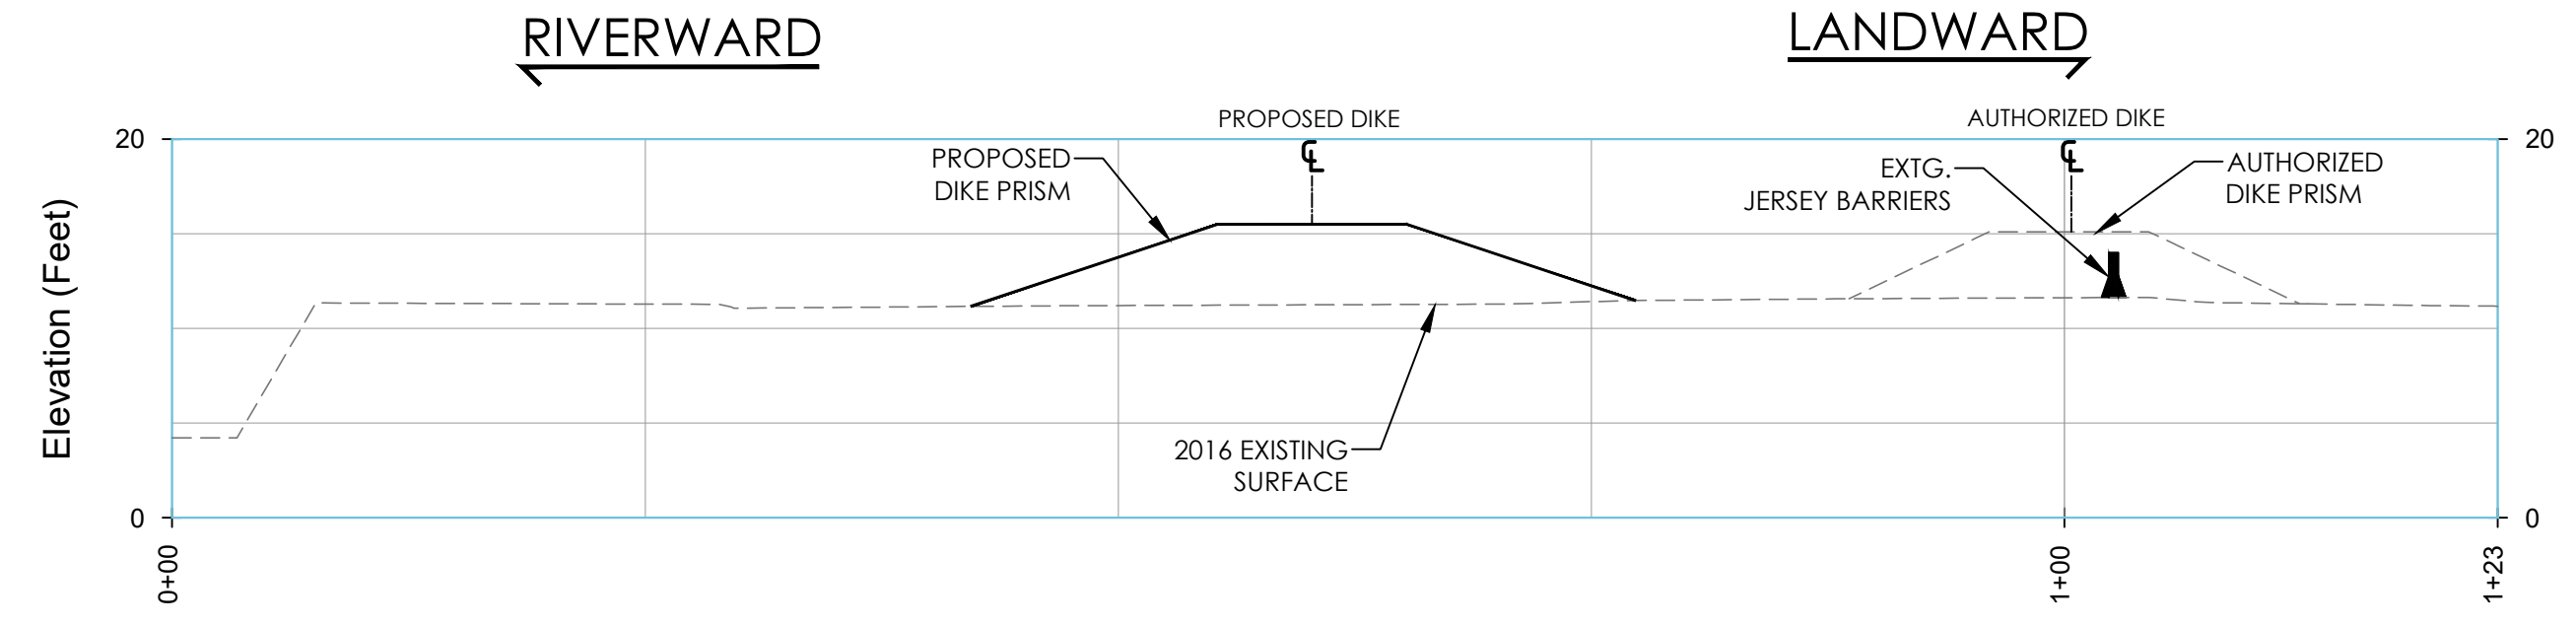 RIVERWARD
LANDWARD
PROPOSED DIKE
AUTHORIZED DIKE
20
20
℄
℄
PROPOSED
DIKE PRISM
EXTG.
JERSEY BARRIERS
AUTHORIZED
DIKE PRISM
Elevation (Feet)
2016 EXISTING
SURFACE
0
0
0+00
1+00
1+23